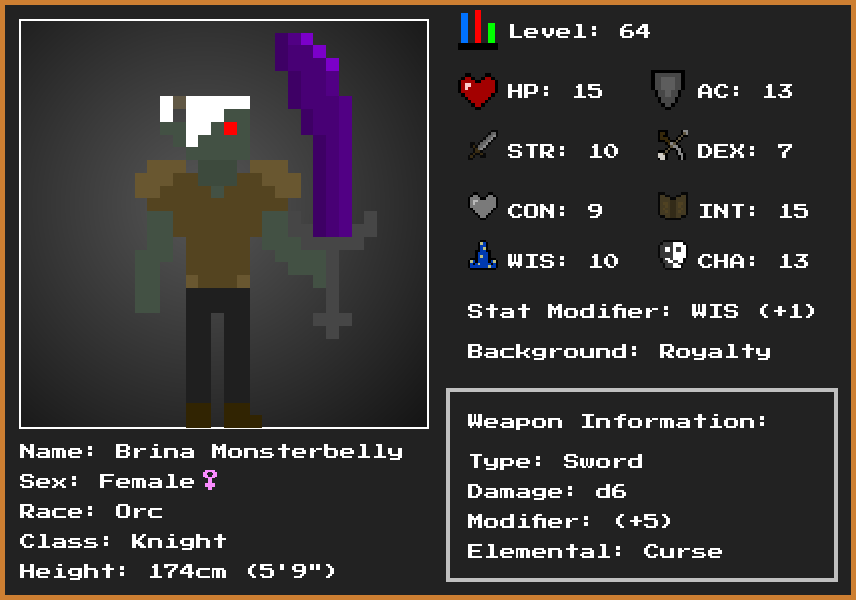 Level: 64
HP: 15
AC: 13
STR: 10
DEX: 7
CON: 9
INT: 15
WIS: 10
CHA: 13
Stat Modifier: WIS (+1)
Background: Royalty
Name: Brina Monsterbelly
Sex: Female♀
Race: Orc
Class: Knight
Height: 174cm (5'9")
Weapon Information:
Type: Sword
Damage: d6
Modifier: (+5)
Elemental: Curse